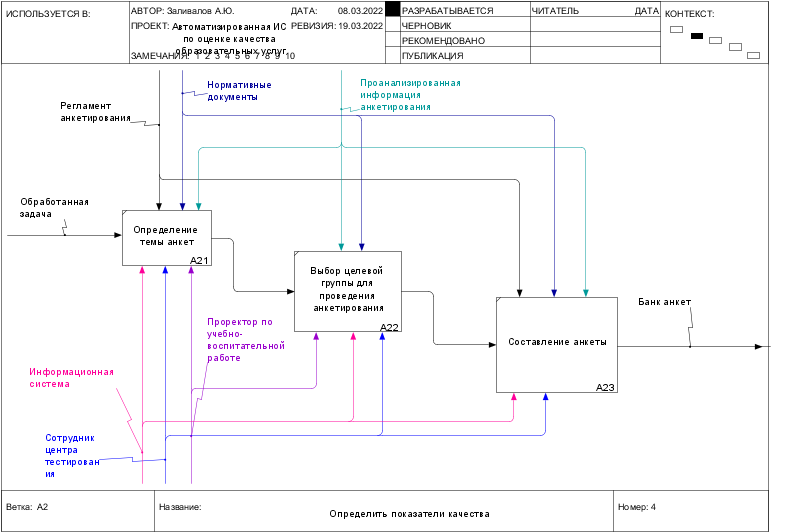 ИСПОЛЬЗУЕТСЯ В:
АВТОР: Заливалов А.Ю.
ДАТА: 08.03.2022
РАЗРАБАТЫВАЕТСЯ
ЧИТАТЕЛЬ
ДАТА
КОНТЕКСТ:
ПРОЕКТ: Автоматизированная ИС
по оценке качества
образовательных услуг
РЕВИЗИЯ: 19.03.2022
ЧЕРНОВИК
РЕКОМЕНДОВАНО
ЗАМЕЧАНИЯ: 1 2 3 4 5 6 7 8 9 10
ПУБЛИКАЦИЯ
Нормативные
документы
Проанализированная
информация
анкетирования
Регламент
анкетирования
Обработанная
задача
Определение
темы анкет
A21
Выбор целевой
группы для
проведения
анкетирования
A22
Банк анкет
Составление анкеты
A23
Проректор по
учебно-
воспитательной
работе
Информационная
система
Сотрудник
центра
тестирован
ия
Ветка: A2
Название:
Определить показатели качества
Номер: 4